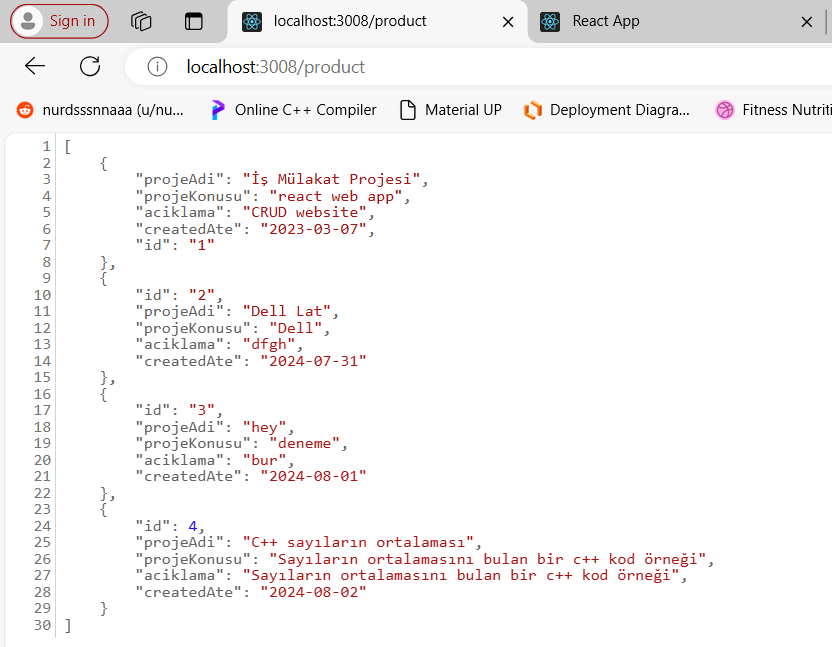 Sign in
localhost:3008/product
React App
localhost:3008/product
nurdsssnnaaa (u/nu...
Online C++ Compiler
Material UP
Deployment Diagra...
Fitness Nutriti
1 [
2 {
3 "projeAdi": "İş Mülakat Projesi",
4 "projeKonusu": "react web app",
5 "aciklama": "CRUD website",
6 "createdAte": "2023-03-07",
7 "id": "1"
8 },
9 {
10 "id": "2",
11 "projeAdi": "Dell Lat",
12 "projeKonusu": "Dell",
13 "aciklama": "dfgh",
14 "createdAte": "2024-07-31"
15 },
16 {
17 "id": "3",
18 "projeAdi": "hey",
19 "projeKonusu": "deneme",
20 "aciklama": "bur",
21 "createdAte": "2024-08-01"
22 },
23 {
24 "id": 4,
25 "projeAdi": "C++ sayıların ortalaması",
26 "projeKonusu": "Sayıların ortalamasını bulan bir c++ kod örneği",
27 "aciklama": "Sayıların ortalamasını bulan bir c++ kod örneği",
28 "createdAte": "2024-08-02"
29 }
30 ]